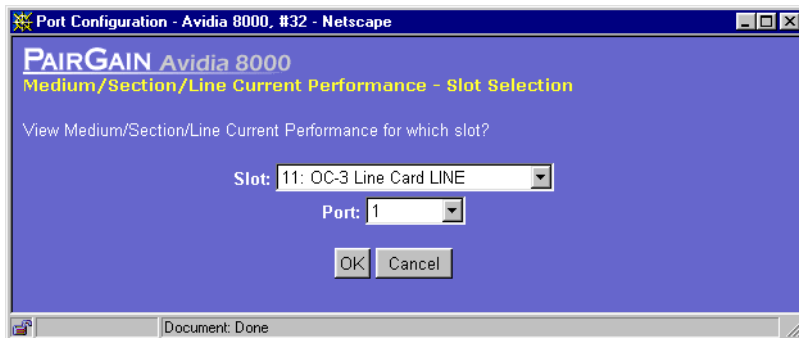 Port Configuration - Avidia 8000, #32 - Netscape
PAIRGAIN Avidia 8000
Medium/Section/Line Current Performance - Slot Selection
View Medium/Section/Line Current Performance for which slot?
Slot: 11: OC-3 Line Card LINE
Port: 1
OK Cancel
Document: Done